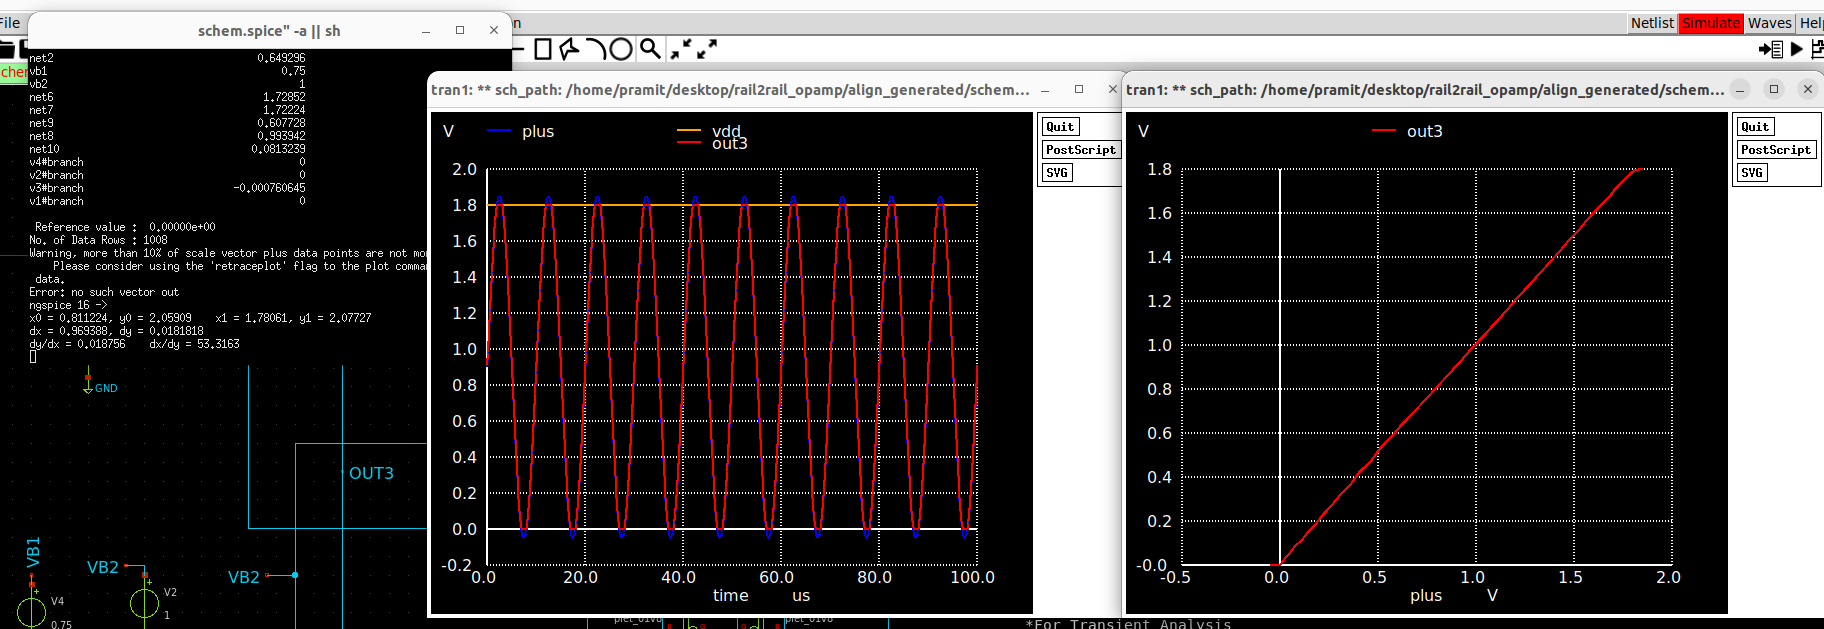 File
n
Netlist Simulate Waves Help
schem.spice" -a || sh
net2 0.649296
vb1 0.75
vb2 1
net6 1.72852
net7 1.72224
net9 0.607728
net8 0.993942
net10 0.0813239
v4#branch 0
v2#branch 0
v3#branch -0.000760645
v1#branch 0
Reference value : 0.00000e+00
No. of Data Rows : 1008
Warning, more than 10% of scale vector plus data points are not mon
Please consider using the 'retraceplot' flag to the plot comma
data.
Error: no such vector out
ngspice 16 ->
x0 = 0.811224, y0 = 2.05909 x1 = 1.78061, y1 = 2.07727
dx = 0.969388, dy = 0.0181818
dy/dx = 0.018756 dx/dy = 53.3163
GND
OUT3
VB1
VB2
VB2
V4
0.75
V2
1
tran1: ** sch_path: /home/pramit/desktop/rail2rail_opamp/align_generated/schem...
V
plus
vdd
out3
2.0
1.8
1.6
1.4
1.2
1.0
0.8
0.6
0.4
0.2
0.0
-0.2
0.0 20.0 40.0 60.0 80.0 100.0
time us
Quit
PostScript
SVG
tran1: ** sch_path: /home/pramit/desktop/rail2rail_opamp/align_generated/schem...
V
out3
1.8
1.6
1.4
1.2
1.0
0.8
0.6
0.4
0.2
-0.0
-0.5 0.0 0.5 1.0 1.5 2.0
plus V
Quit
PostScript
SVG
*For Transient Analysis